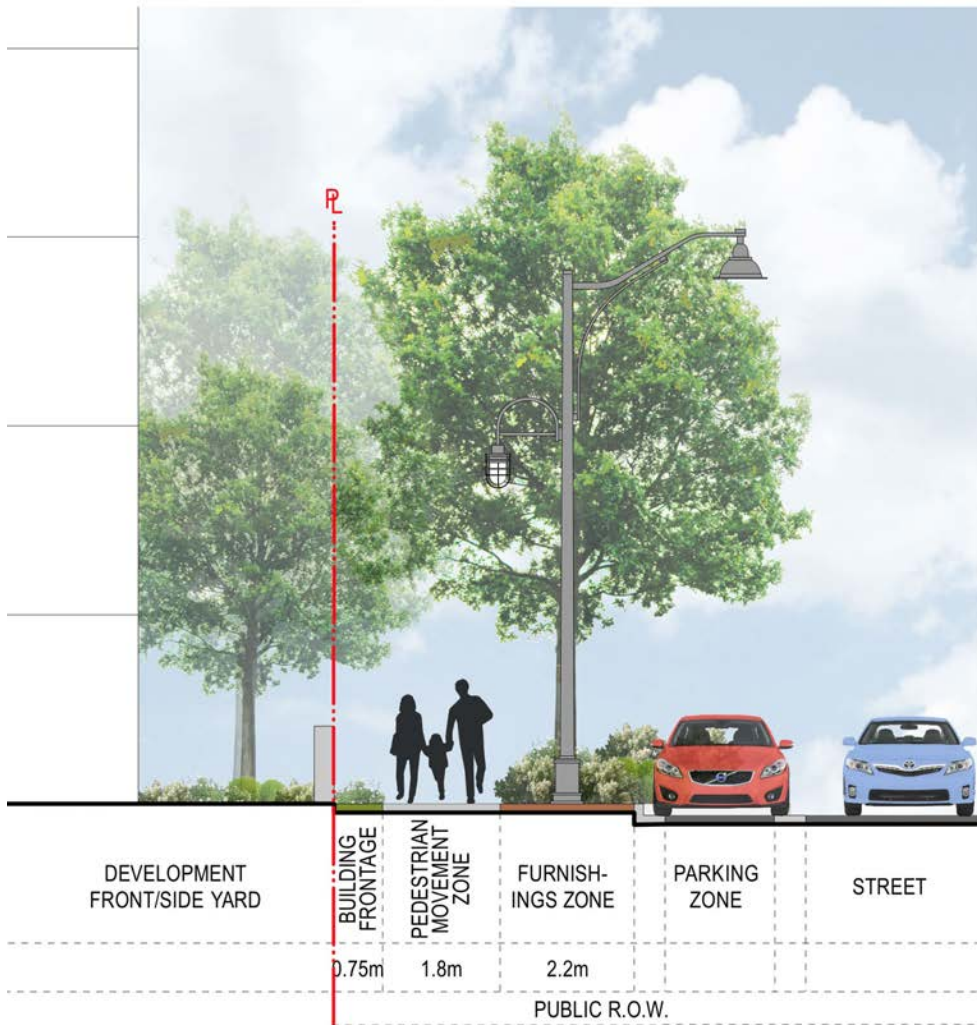 PL
DEVELOPMENT
FRONT/SIDE YARD
BUILDING
FRONTAGE
PEDESTRIAN
MOVEMENT
ZONE
FURNISH-
INGS ZONE
PARKING
ZONE
STREET
0.75m
1.8m
2.2m
PUBLIC R.O.W.